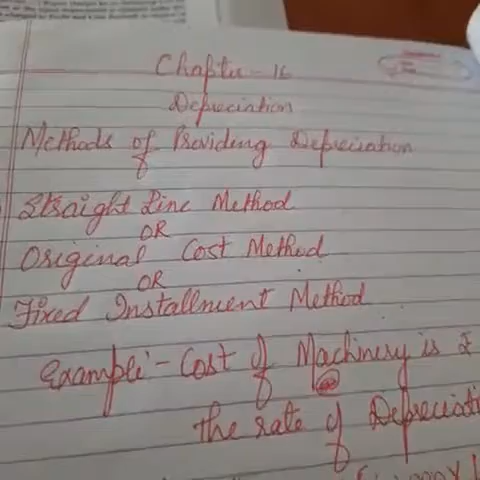 Chapter - 16
Depreciation
Methods of Providing Depreciation
Straight Line Method
OR
Original Cost Method
OR
Fixed Installment Method
Example:- Cost of Machinery is ₹
the rate of Depreciati